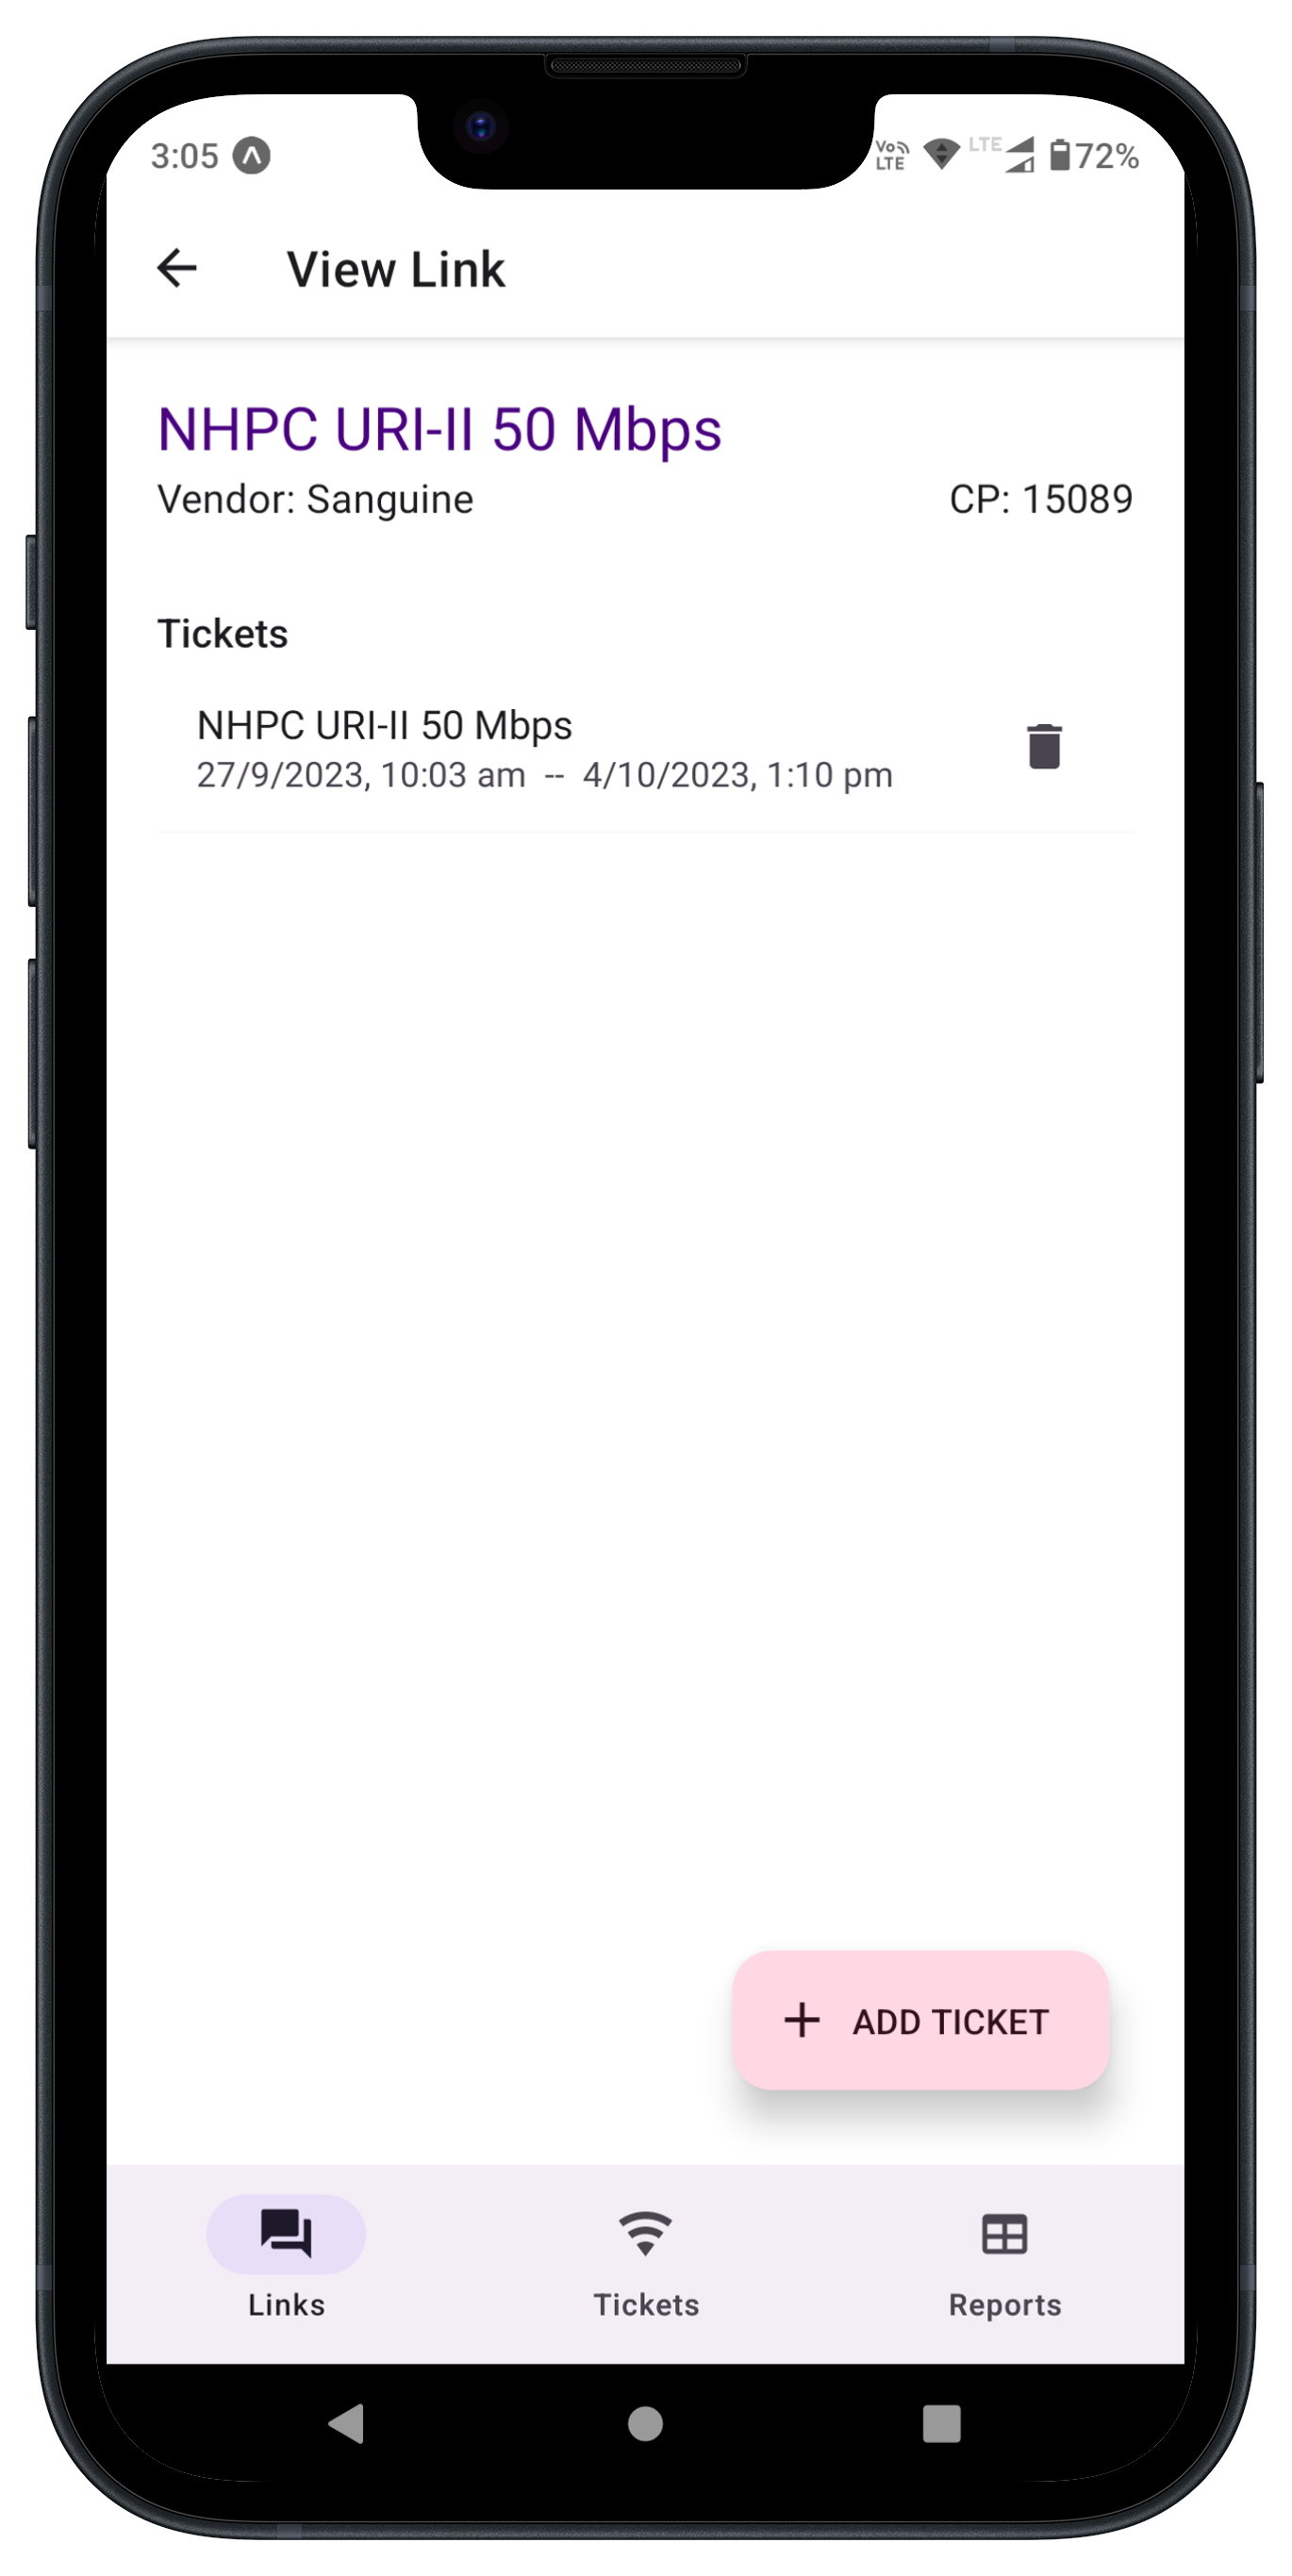 3:05 Vo LTE LTE 72%
View Link
NHPC URI-II 50 Mbps
Vendor: Sanguine CP: 15089
Tickets
NHPC URI-II 50 Mbps
27/9/2023, 10:03 am -- 4/10/2023, 1:10 pm
+ ADD TICKET
Links Tickets Reports